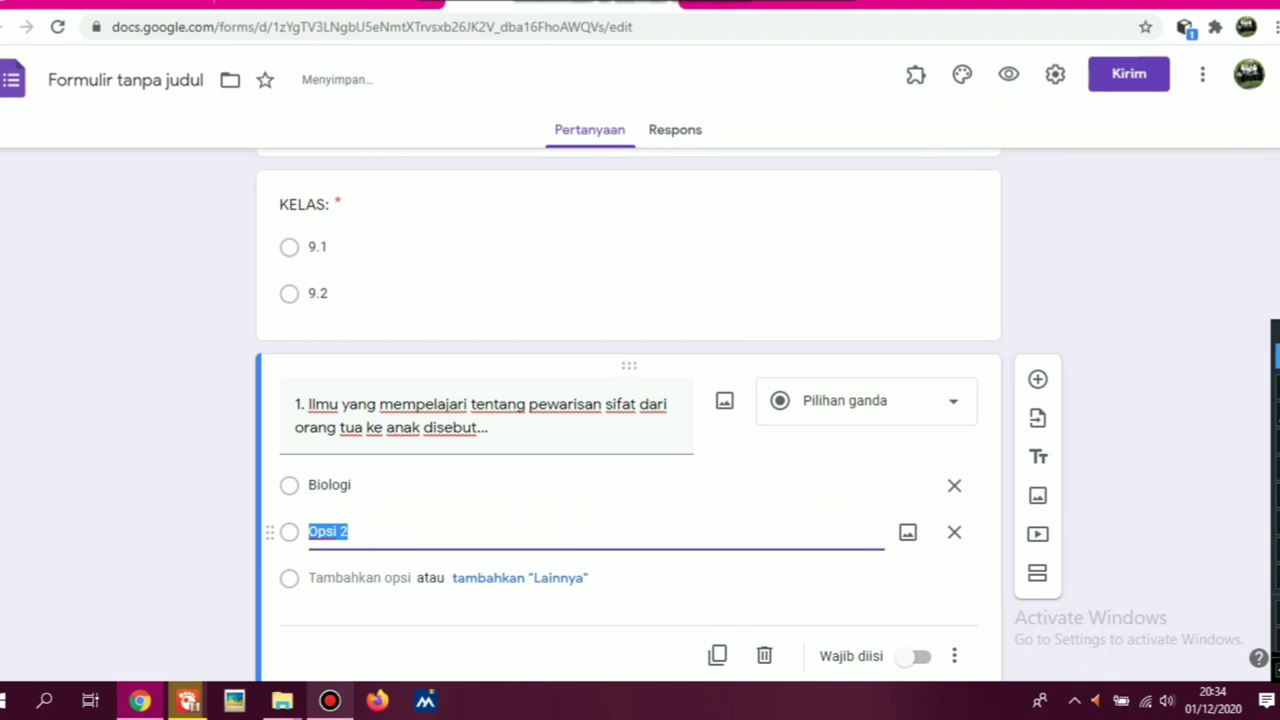 docs.google.com/forms/d/1zYgTV3LNgbU5eNmtXTrvsxb26JK2V_dba16FhoAWQVs/edit
1
Formulir tanpa judul
Menyimpan...
Kirim
Pertanyaan
Respons
KELAS: *
9.1
9.2
1. Ilmu yang mempelajari tentang pewarisan sifat dari
orang tua ke anak disebut...
Pilihan ganda
Biologi
Opsi 2
Tambahkan opsi atau tambahkan "Lainnya"
Wajib diisi
Activate Windows
Go to Settings to activate Windows.
20:34
01/12/2020